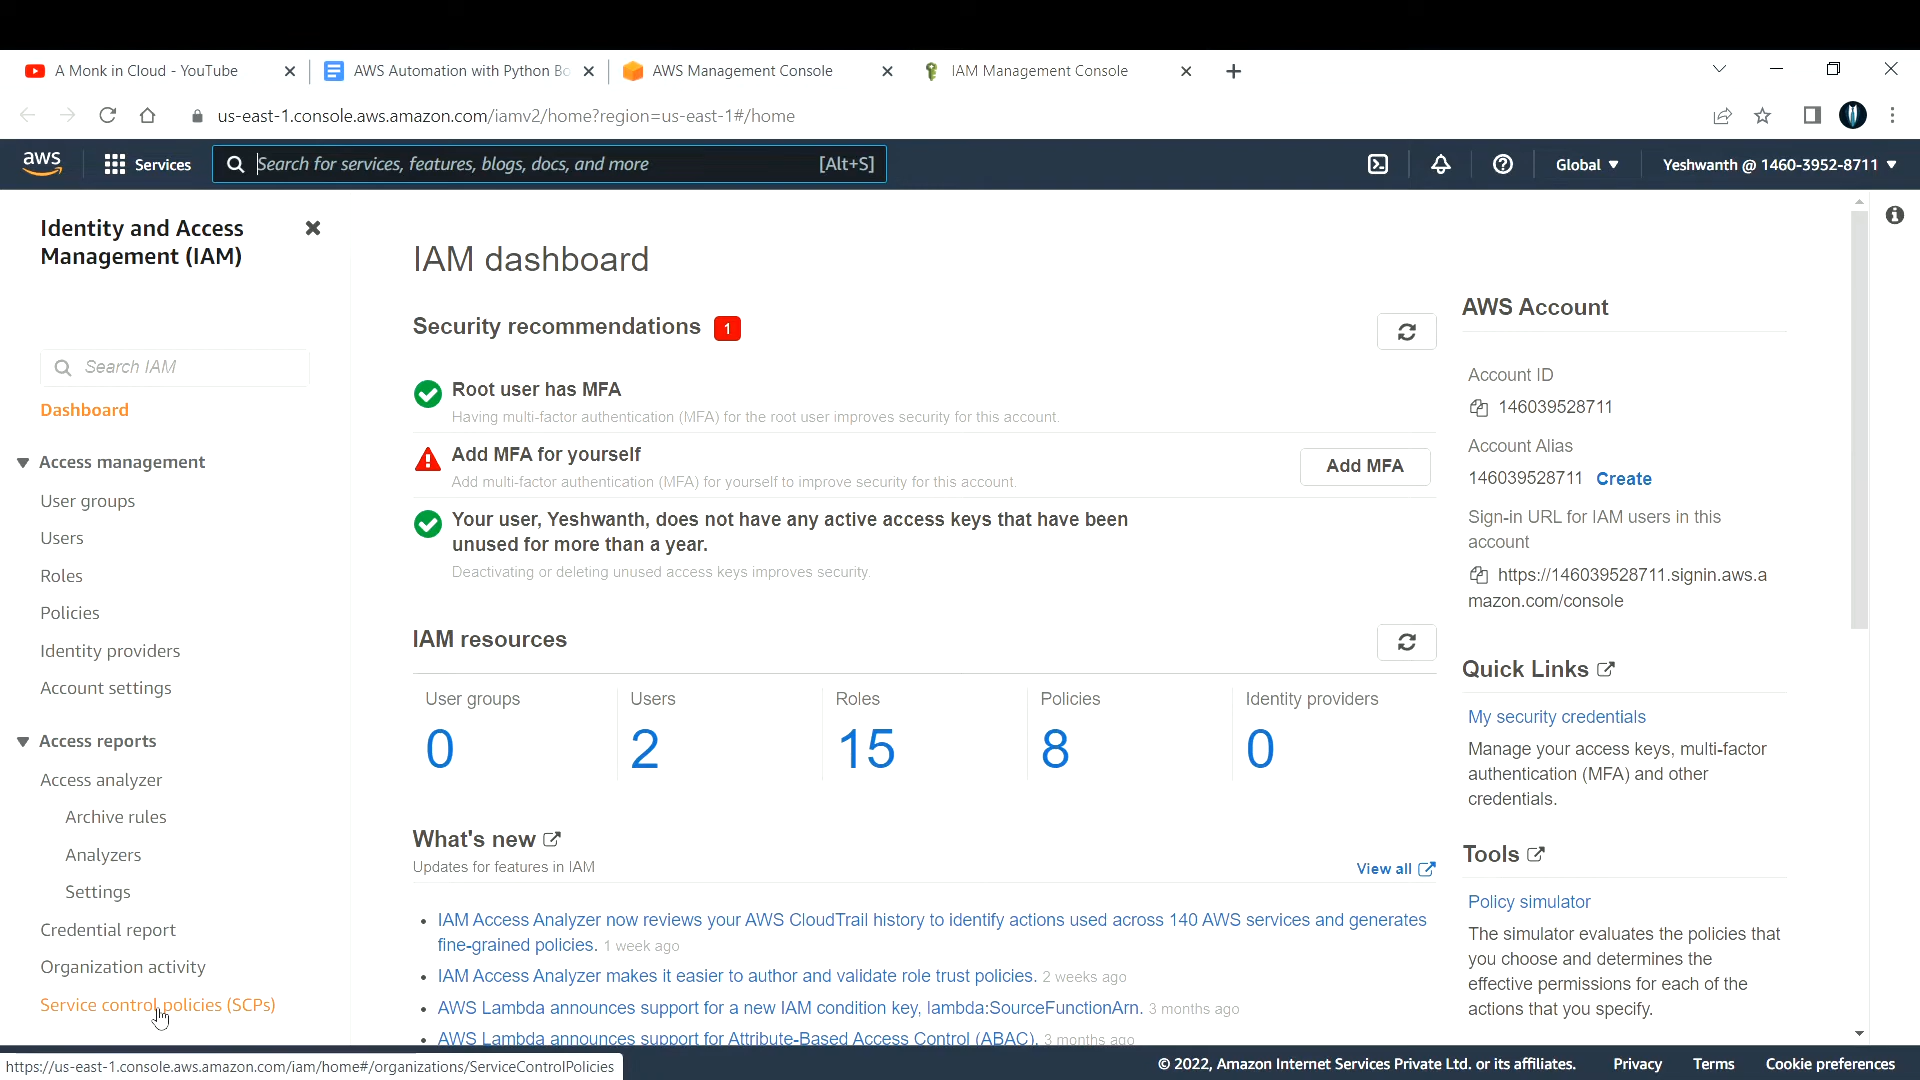 A Monk in Cloud - YouTube
AWS Automation with Python Bo
AWS Management Console
IAM Management Console
us-east-1.console.aws.amazon.com/iamv2/home?region=us-east-1#/home
aws
Services
Search for services, features, blogs, docs, and more
[Alt+S]
Global
Yeshwanth @ 1460-3952-8711
Identity and Access
Management (IAM)
Search IAM
Dashboard
Access management
User groups
Users
Roles
Policies
Identity providers
Account settings
Access reports
Access analyzer
Archive rules
Analyzers
Settings
Credential report
Organization activity
Service control policies (SCPs)
IAM dashboard
Security recommendations 1
Root user has MFA
Having multi-factor authentication (MFA) for the root user improves security for this account.
Add MFA for yourself
Add multi-factor authentication (MFA) for yourself to improve security for this account.
Add MFA
Your user, Yeshwanth, does not have any active access keys that have been
unused for more than a year.
Deactivating or deleting unused access keys improves security.
IAM resources
User groups
0
Users
2
Roles
15
Policies
8
Identity providers
0
What's new
Updates for features in IAM
View all
• IAM Access Analyzer now reviews your AWS CloudTrail history to identify actions used across 140 AWS services and generates
fine-grained policies. 1 week ago
• IAM Access Analyzer makes it easier to author and validate role trust policies. 2 weeks ago
• AWS Lambda announces support for a new IAM condition key, lambda:SourceFunctionArn. 3 months ago
• AWS Lambda announces support for Attribute-Based Access Control (ABAC). 3 months ago
AWS Account
Account ID
146039528711
Account Alias
146039528711 Create
Sign-in URL for IAM users in this
account
https://146039528711.signin.aws.a
mazon.com/console
Quick Links
My security credentials
Manage your access keys, multi-factor
authentication (MFA) and other
credentials.
Tools
Policy simulator
The simulator evaluates the policies that
you choose and determines the
effective permissions for each of the
actions that you specify.
https://us-east-1.console.aws.amazon.com/iam/home#/organizations/ServiceControlPolicies
© 2022, Amazon Internet Services Private Ltd. or its affiliates.
Privacy
Terms
Cookie preferences